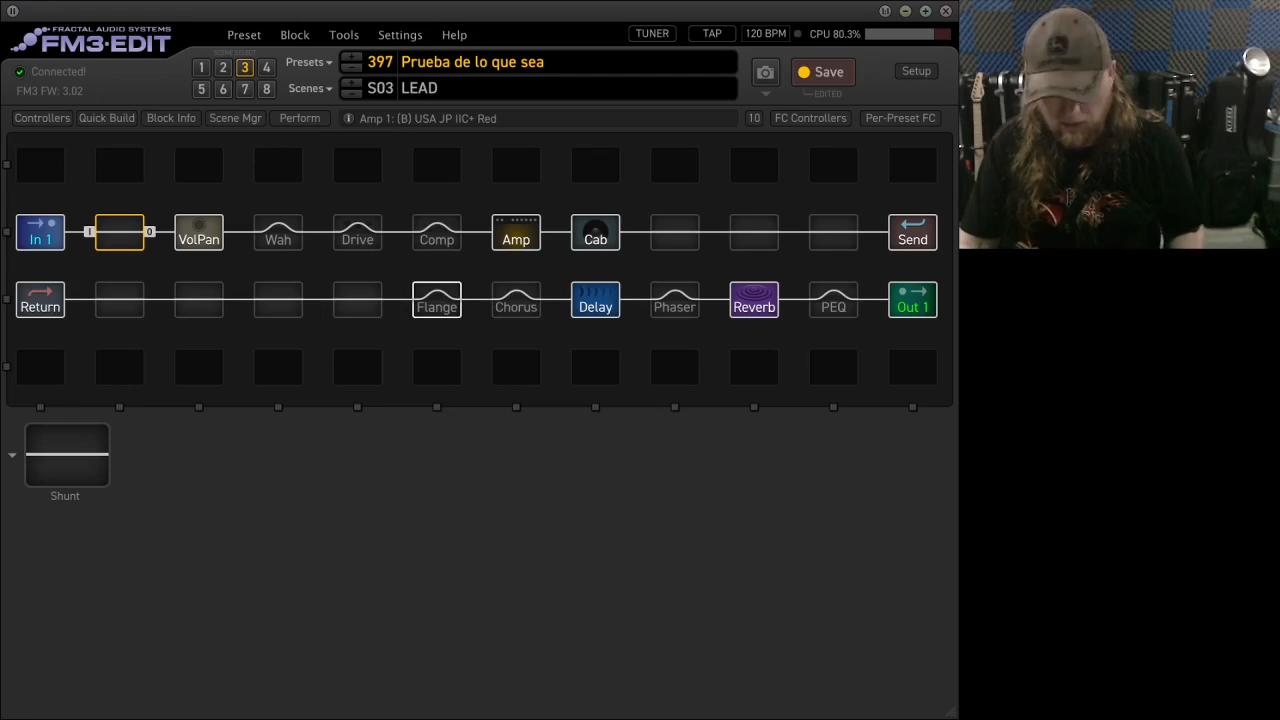 FRACTAL AUDIO SYSTEMS
FM3-EDIT
Preset Block Tools Settings Help
TUNER TAP 120 BPM CPU 80.3%
SCENE SELECT
1 2 3 4
5 6 7 8
Presets 397 Prueba de lo que sea
Scenes S03 LEAD
Save
EDITED
Setup
Connected!
FM3 FW: 3.02
Controllers Quick Build Block Info Scene Mgr Perform Amp 1: (B) USA JP IIC+ Red 10 FC Controllers Per-Preset FC
In 1 I O VolPan Wah Drive Comp Amp Cab Send
Return Flange Chorus Delay Phaser Reverb PEQ Out 1
Shunt